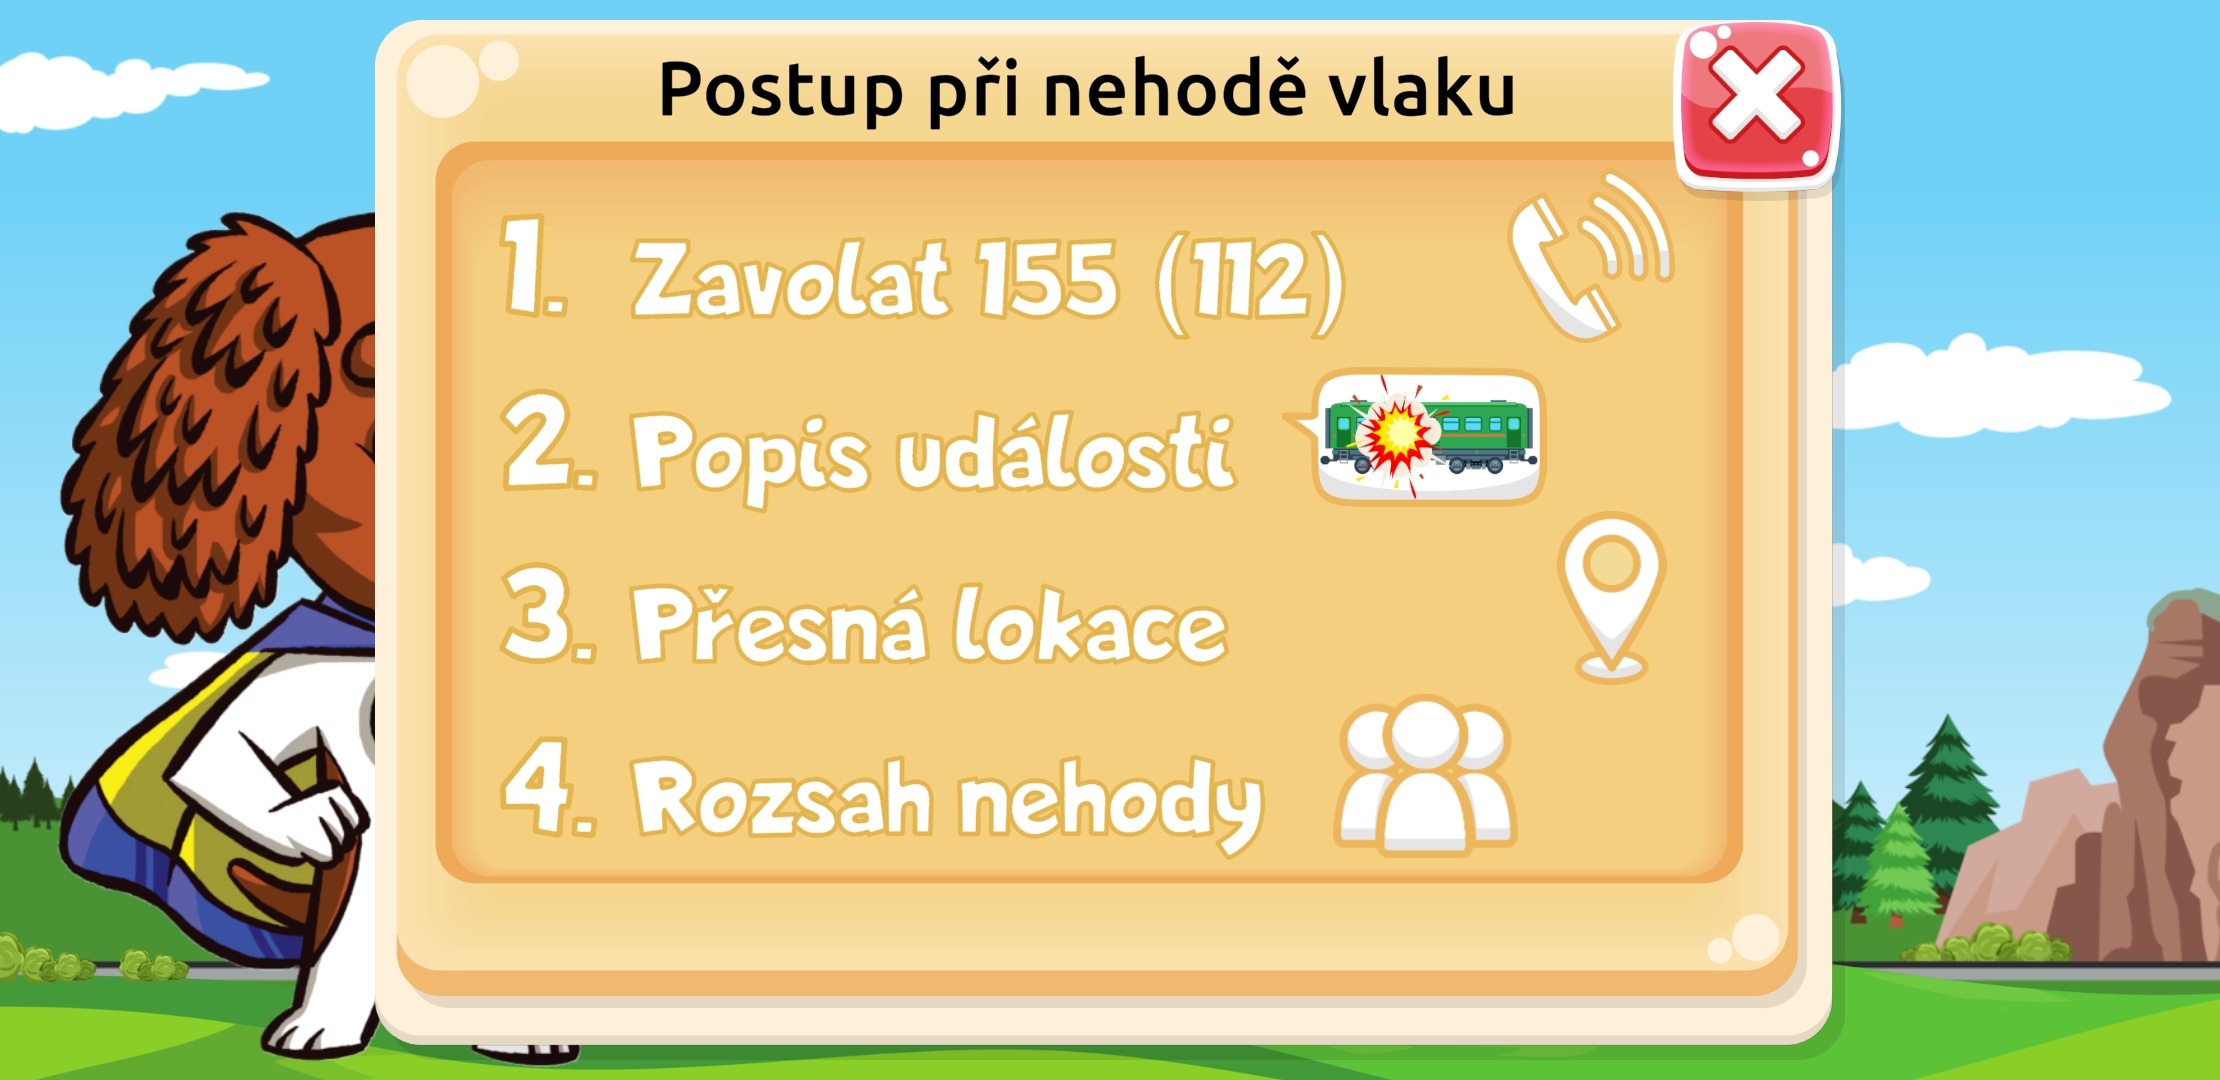 Postup při nehodě vlaku
1. Zavolat 155 (112)
2. Popis události
3. Přesná lokace
4. Rozsah nehody